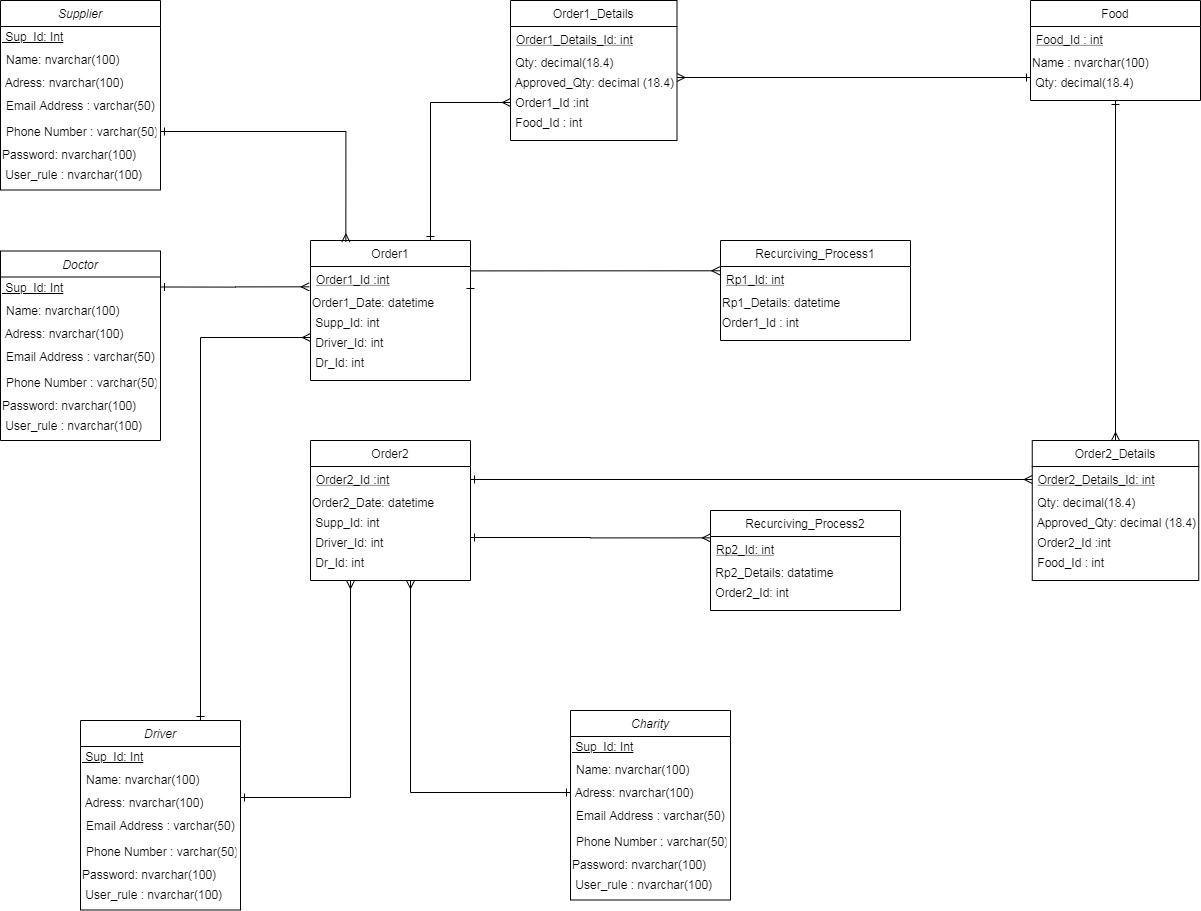 Supplier
Sup_Id: Int
Name: nvarchar(100)
Adress: nvarchar(100)
Email Address : varchar(50)
Phone Number : varchar(50)
Password: nvarchar(100)
User_rule : nvarchar(100)
Order1_Details
Order1_Details_Id: int
Qty: decimal(18.4)
Approved_Qty: decimal (18.4)
Order1_Id :int
Food_Id : int
Food
Food_Id : int
Name : nvarchar(100)
Qty: decimal(18.4)
Doctor
Sup_Id: Int
Name: nvarchar(100)
Adress: nvarchar(100)
Email Address : varchar(50)
Phone Number : varchar(50)
Password: nvarchar(100)
User_rule : nvarchar(100)
Order1
Order1_Id :int
Order1_Date: datetime
Supp_Id: int
Driver_Id: int
Dr_Id: int
Recurciving_Process1
Rp1_Id: int
Rp1_Details: datetime
Order1_Id : int
Order2
Order2_Id :int
Order2_Date: datetime
Supp_Id: int
Driver_Id: int
Dr_Id: int
Recurciving_Process2
Rp2_Id: int
Rp2_Details: datatime
Order2_Id: int
Order2_Details
Order2_Details_Id: int
Qty: decimal(18.4)
Approved_Qty: decimal (18.4)
Order2_Id :int
Food_Id : int
Driver
Sup_Id: Int
Name: nvarchar(100)
Adress: nvarchar(100)
Email Address : varchar(50)
Phone Number : varchar(50)
Password: nvarchar(100)
User_rule : nvarchar(100)
Charity
Sup_Id: Int
Name: nvarchar(100)
Adress: nvarchar(100)
Email Address : varchar(50)
Phone Number : varchar(50)
Password: nvarchar(100)
User_rule : nvarchar(100)